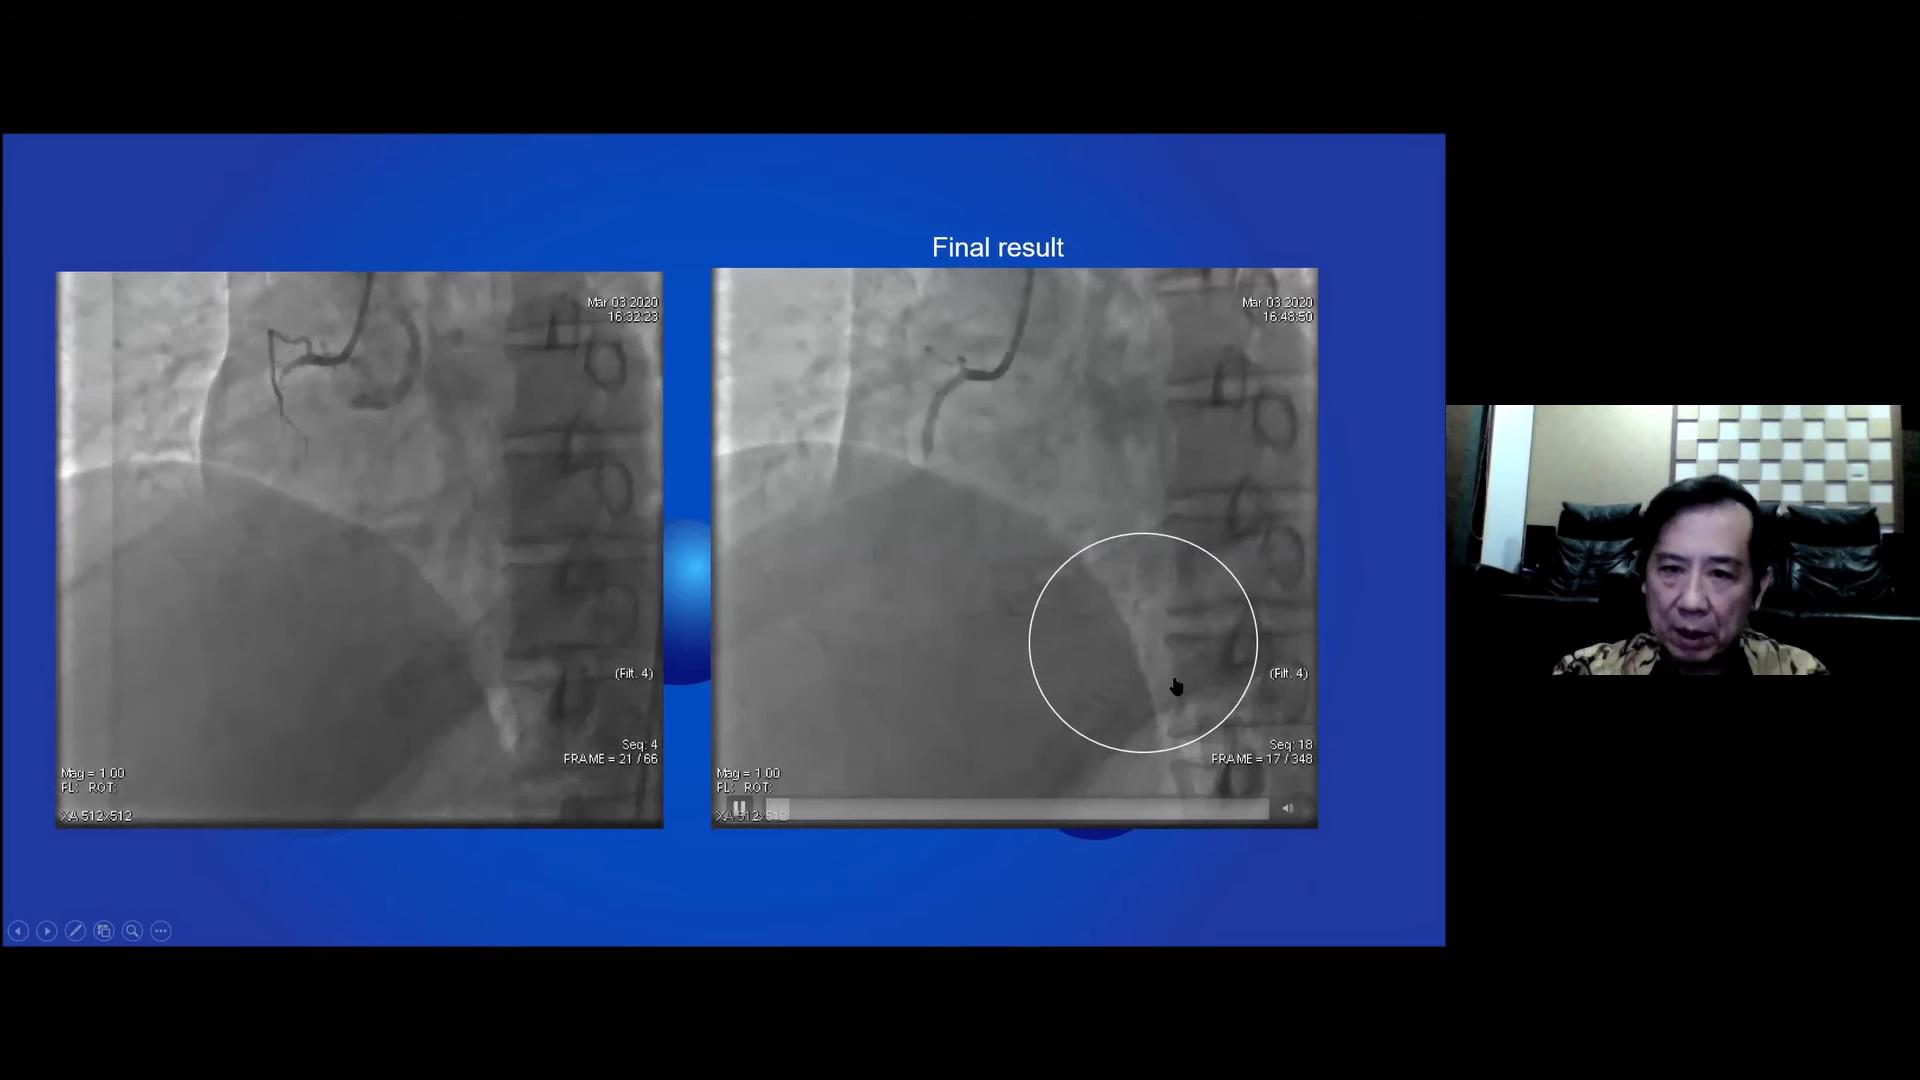 Final result
Mar 03 2020
16:32:23
(Filt. 4)
Seq: 4
FRAME = 21 / 66
Mag = 1.00
FL: ROT:
XA 512x512
Mar 03 2020
16:48:50
(Filt. 4)
Seq: 18
FRAME = 17 / 348
Mag = 1.00
FL: ROT:
XA 512x512